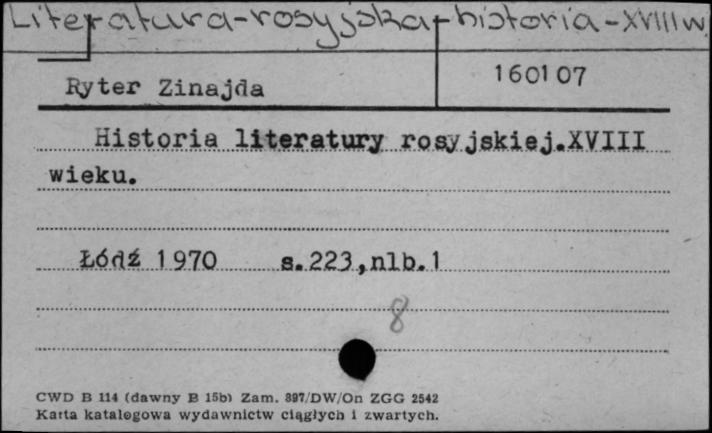 Literatura-rosyjska-historia-XVIII w.
Ryter Zinajda
160107
Historia literatury rosyjskiej.XVIII
wieku.
Łódź 1970 s.223,nlb.1
8
CWD B 114 (dawny B 15b) Zam. 897/DW/On ZGG 2542
Karta katalogowa wydawnictw ciągłych i zwartych.